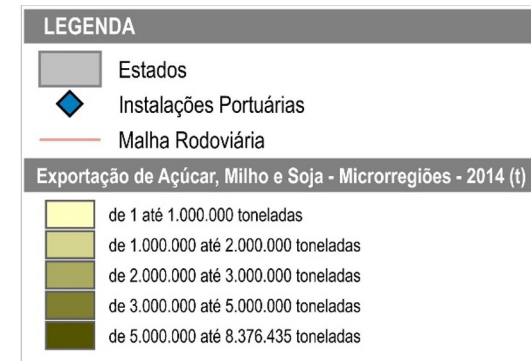 LEGENDA
Estados
Instalações Portuárias
Malha Rodoviária
Exportação de Açúcar, Milho e Soja - Microrregiões - 2014 (t)
de 1 até 1.000.000 toneladas
de 1.000.000 até 2.000.000 toneladas
de 2.000.000 até 3.000.000 toneladas
de 3.000.000 até 5.000.000 toneladas
de 5.000.000 até 8.376.435 toneladas